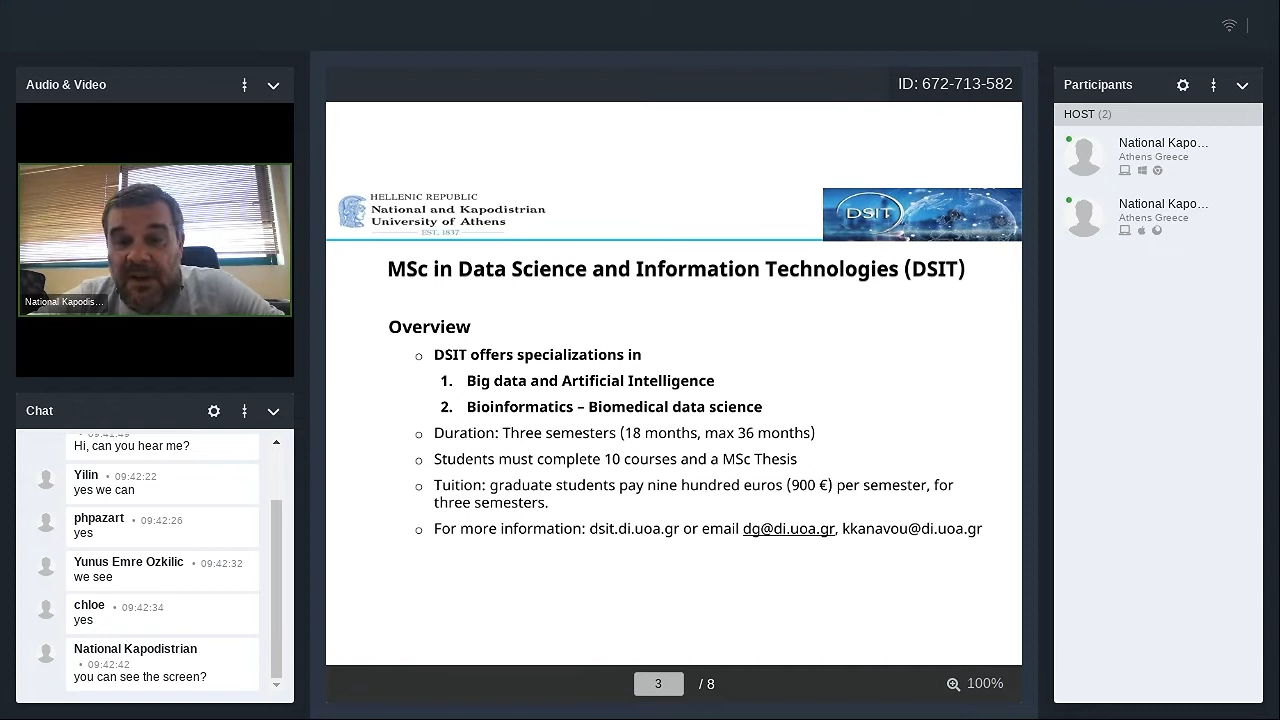 Audio & Video
National Kapodis...
Chat
Hi, can you hear me?
Yilin • 09:42:22
yes we can
phpazart • 09:42:26
yes
Yunus Emre Ozkilic • 09:42:32
we see
chloe • 09:42:34
yes
National Kapodistrian
• 09:42:42
you can see the screen?
ID: 672-713-582
HELLENIC REPUBLIC
National and Kapodistrian
University of Athens
EST. 1837
DSIT
MSc in Data Science and Information Technologies (DSIT)
Overview
○ DSIT offers specializations in
1. Big data and Artificial Intelligence
2. Bioinformatics – Biomedical data science
○ Duration: Three semesters (18 months, max 36 months)
○ Students must complete 10 courses and a MSc Thesis
○ Tuition: graduate students pay nine hundred euros (900 €) per semester, for
three semesters.
○ For more information: dsit.di.uoa.gr or email dg@di.uoa.gr, kkanavou@di.uoa.gr
3 / 8
100%
Participants
HOST (2)
National Kapo...
Athens Greece
National Kapo...
Athens Greece